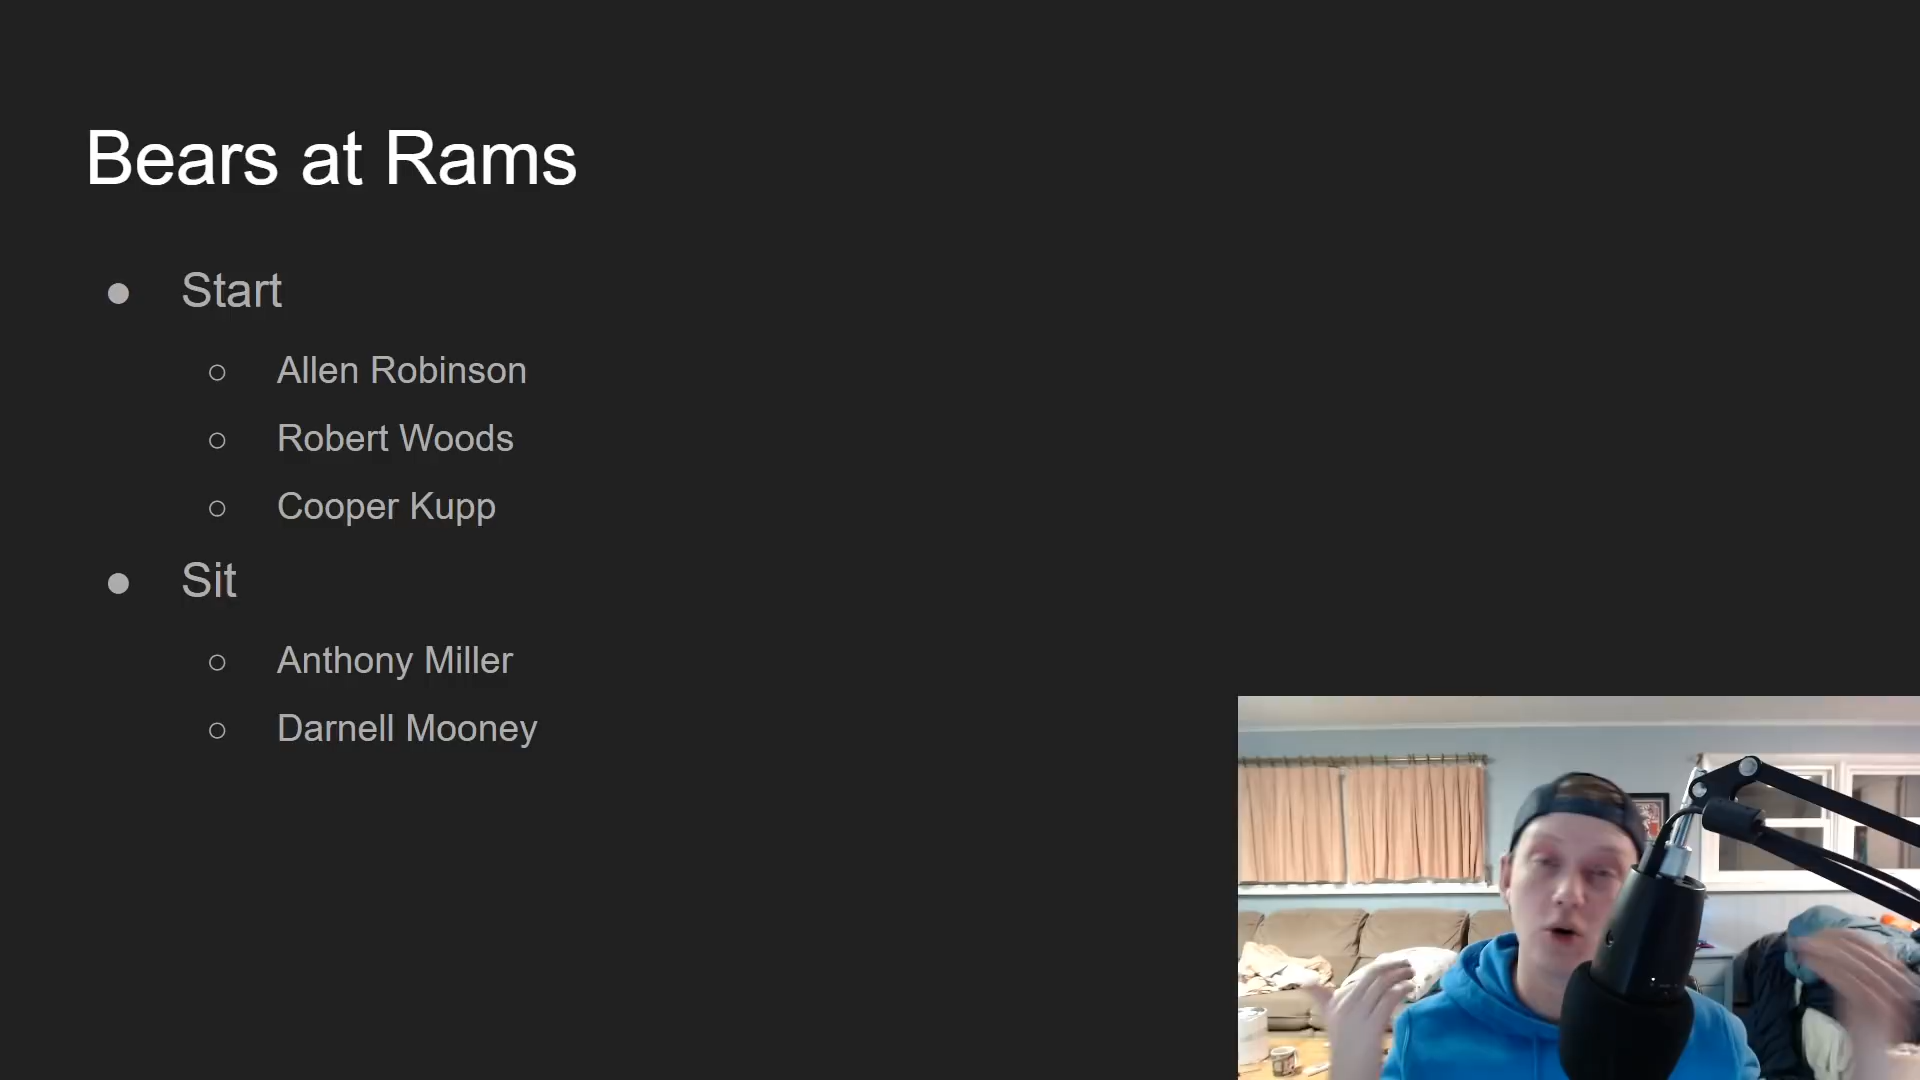 Bears at Rams
● Start
○ Allen Robinson
○ Robert Woods
○ Cooper Kupp
● Sit
○ Anthony Miller
○ Darnell Mooney